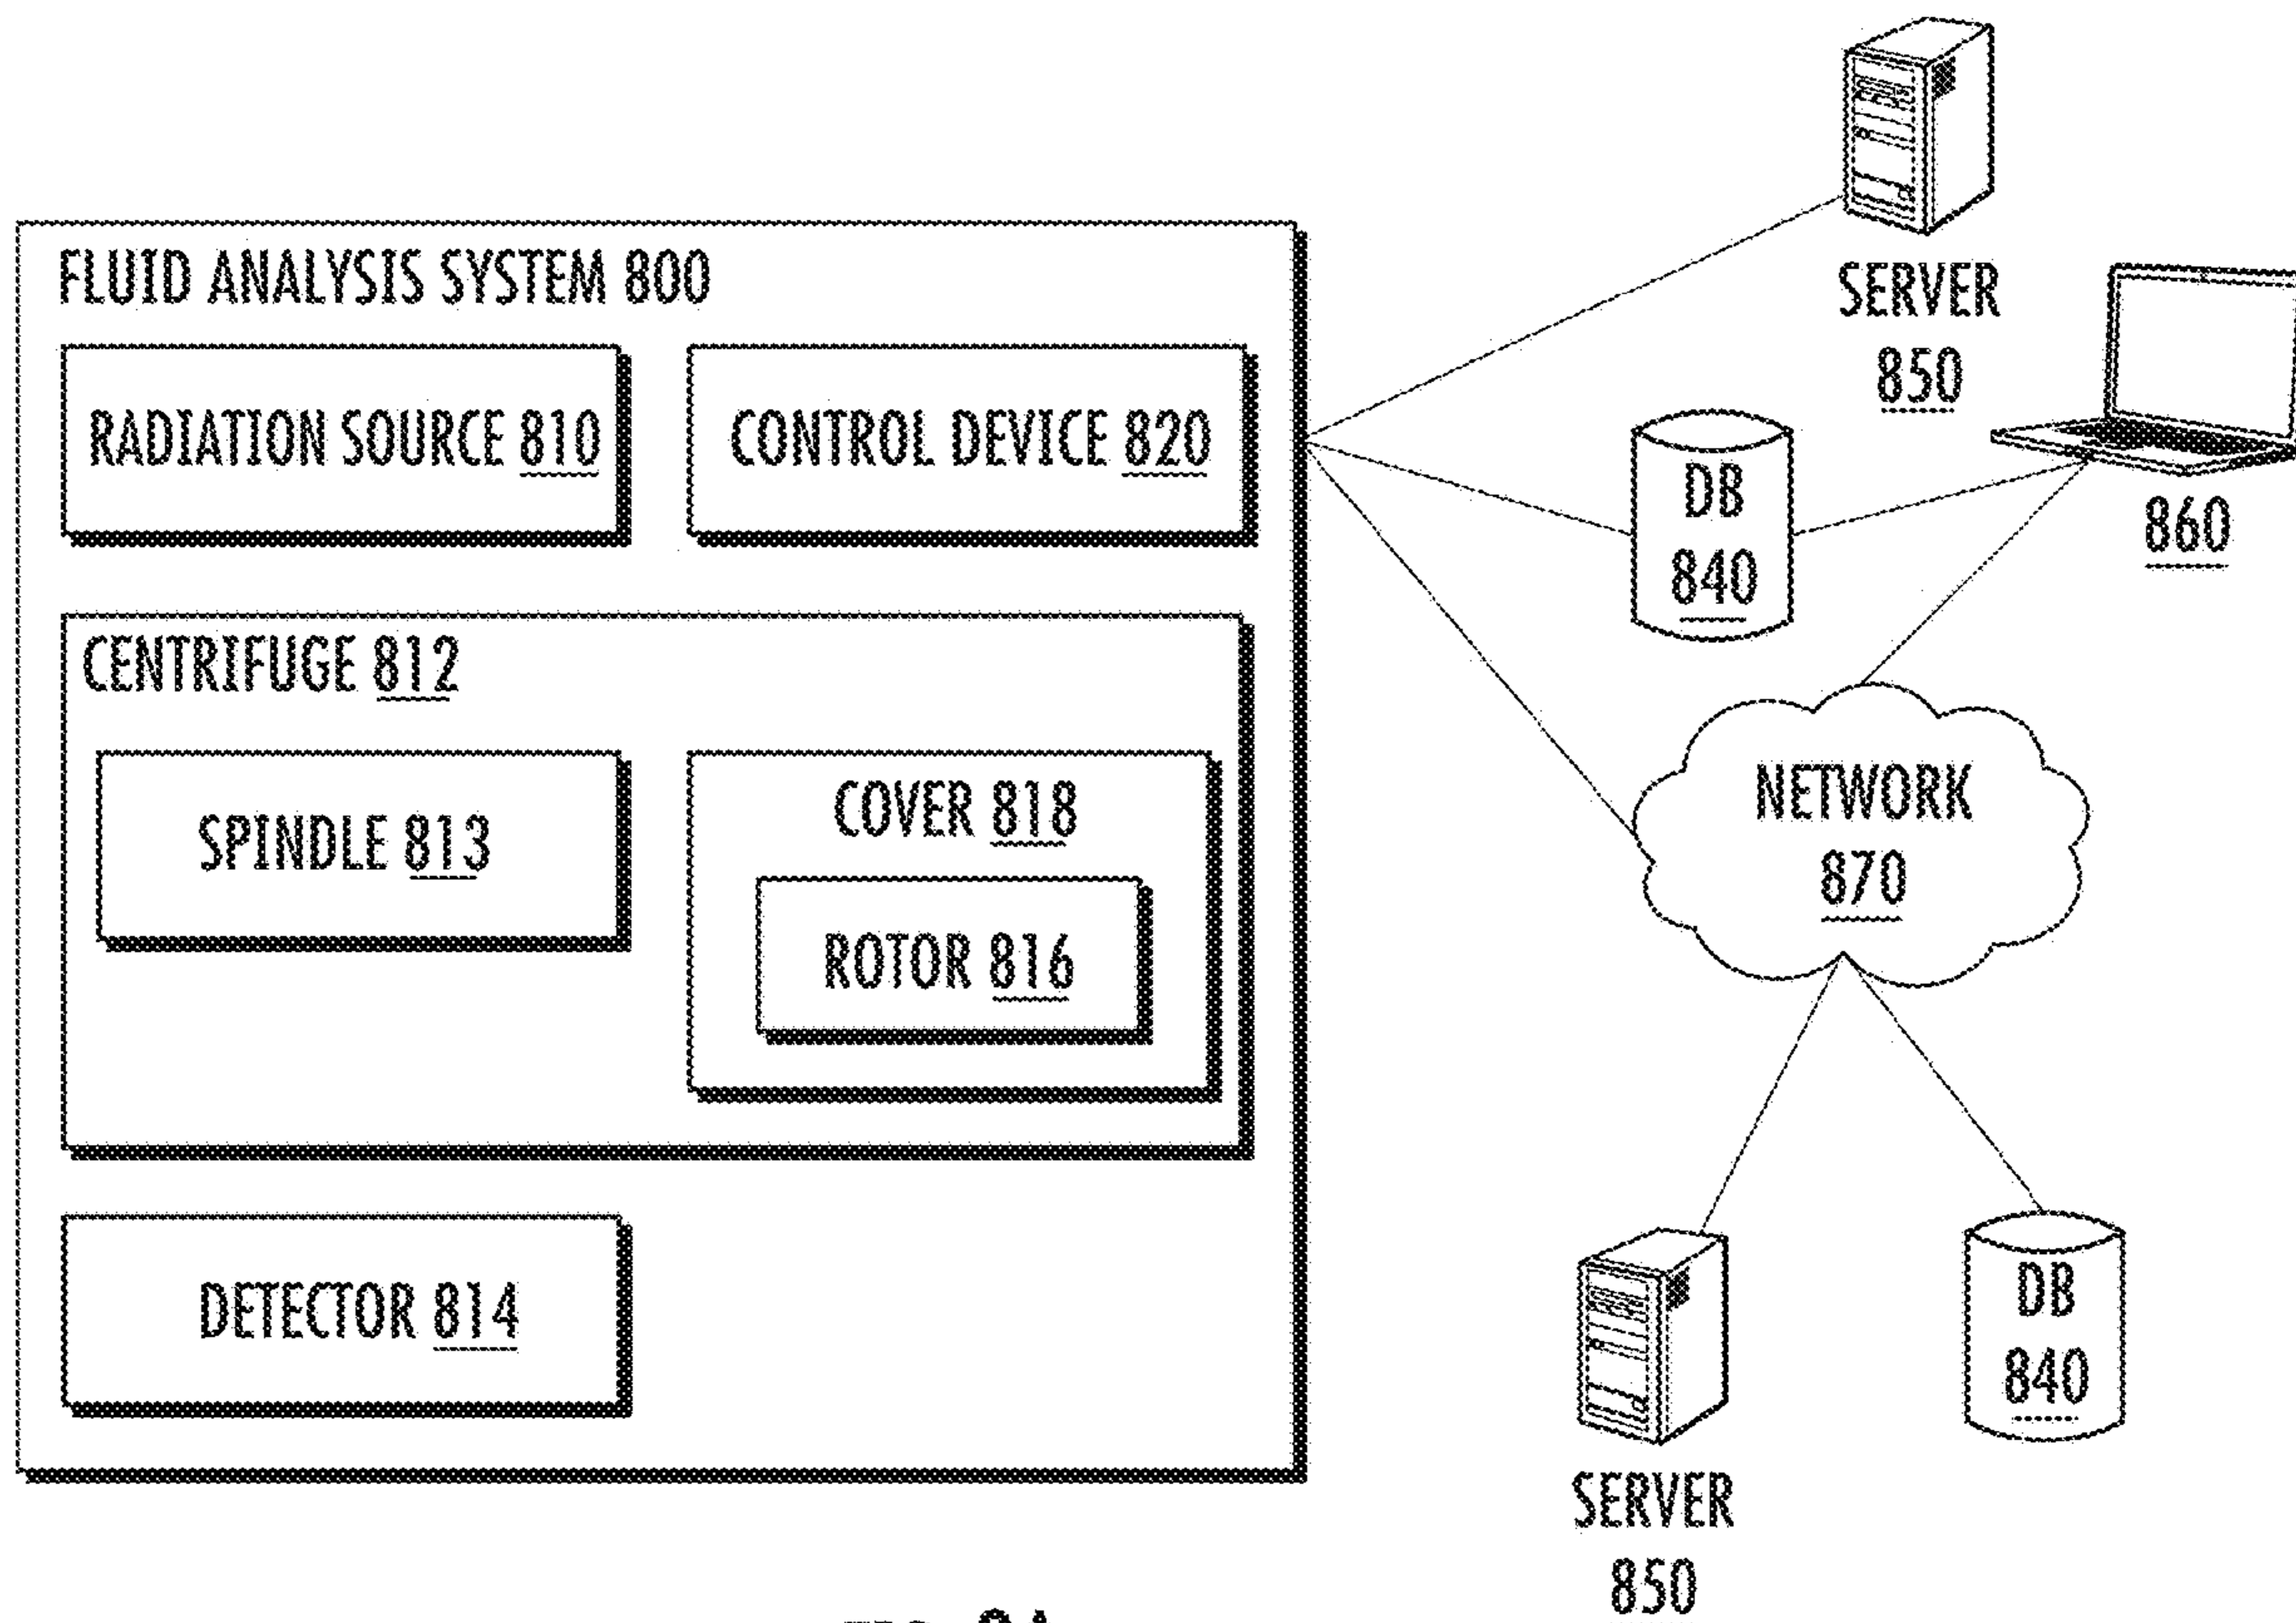 FLUID ANALYSIS SYSTEM 800
RADIATION SOURCE 810
CONTROL DEVICE 820
CENTRIFUGE 812
SPINDLE 813
COVER 818
ROTOR 816
DETECTOR 814
SERVER
850
DB
840
860
NETWORK
870
SERVER
850
DB
840